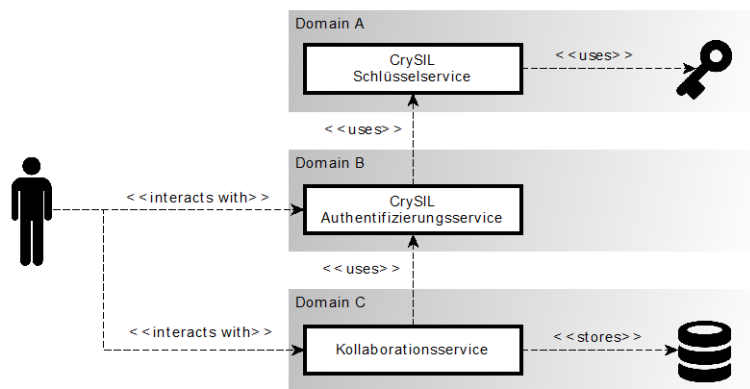 Domain A
CrySIL
Schlüsselservice
<<uses>>
<<uses>>
Domain B
<<interacts with>>
CrySIL
Authentifizierungsservice
<<uses>>
Domain C
<<interacts with>>
Kollaborationsservice
<<stores>>